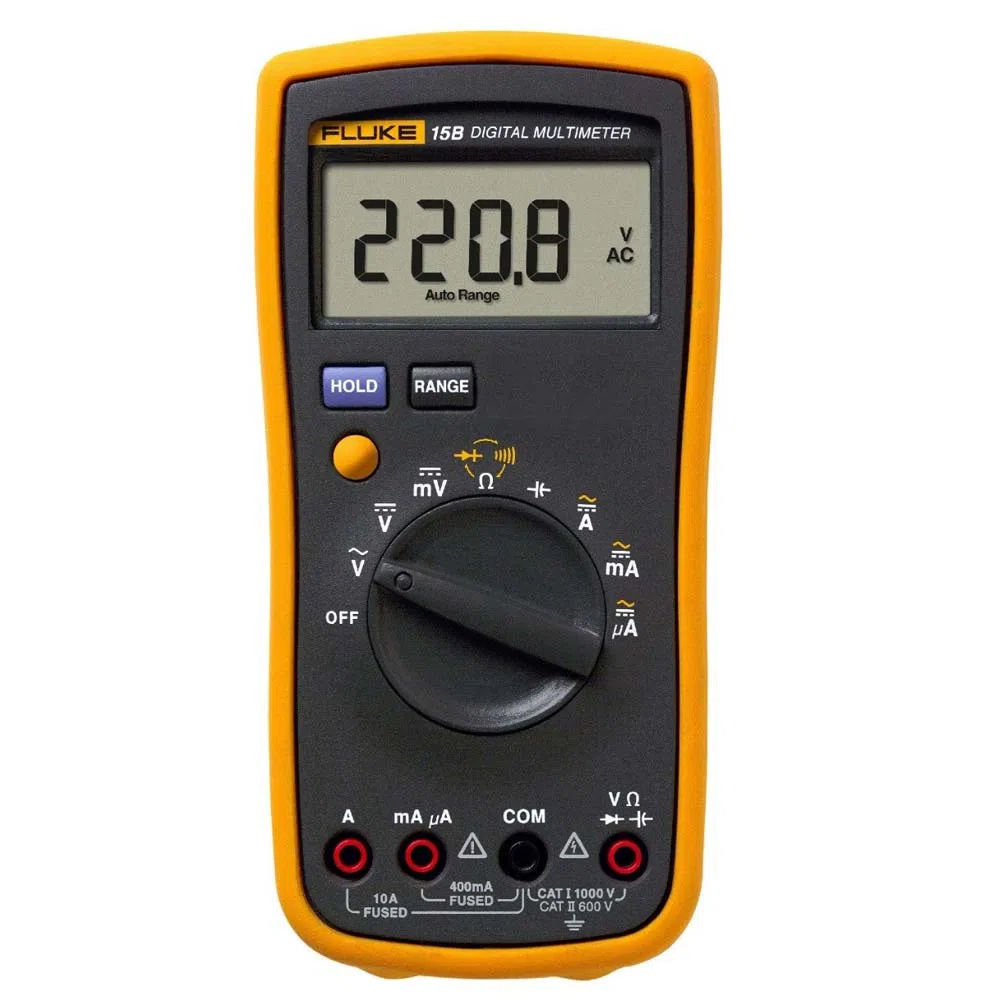 FLUKE 15B DIGITAL MULTIMETER
220.8 V AC
Auto Range
HOLD RANGE
mV Ω
V A
V mA
OFF µA
A mA µA COM V Ω
10A FUSED 400mA FUSED CAT I 1000 V
CAT II 600 V